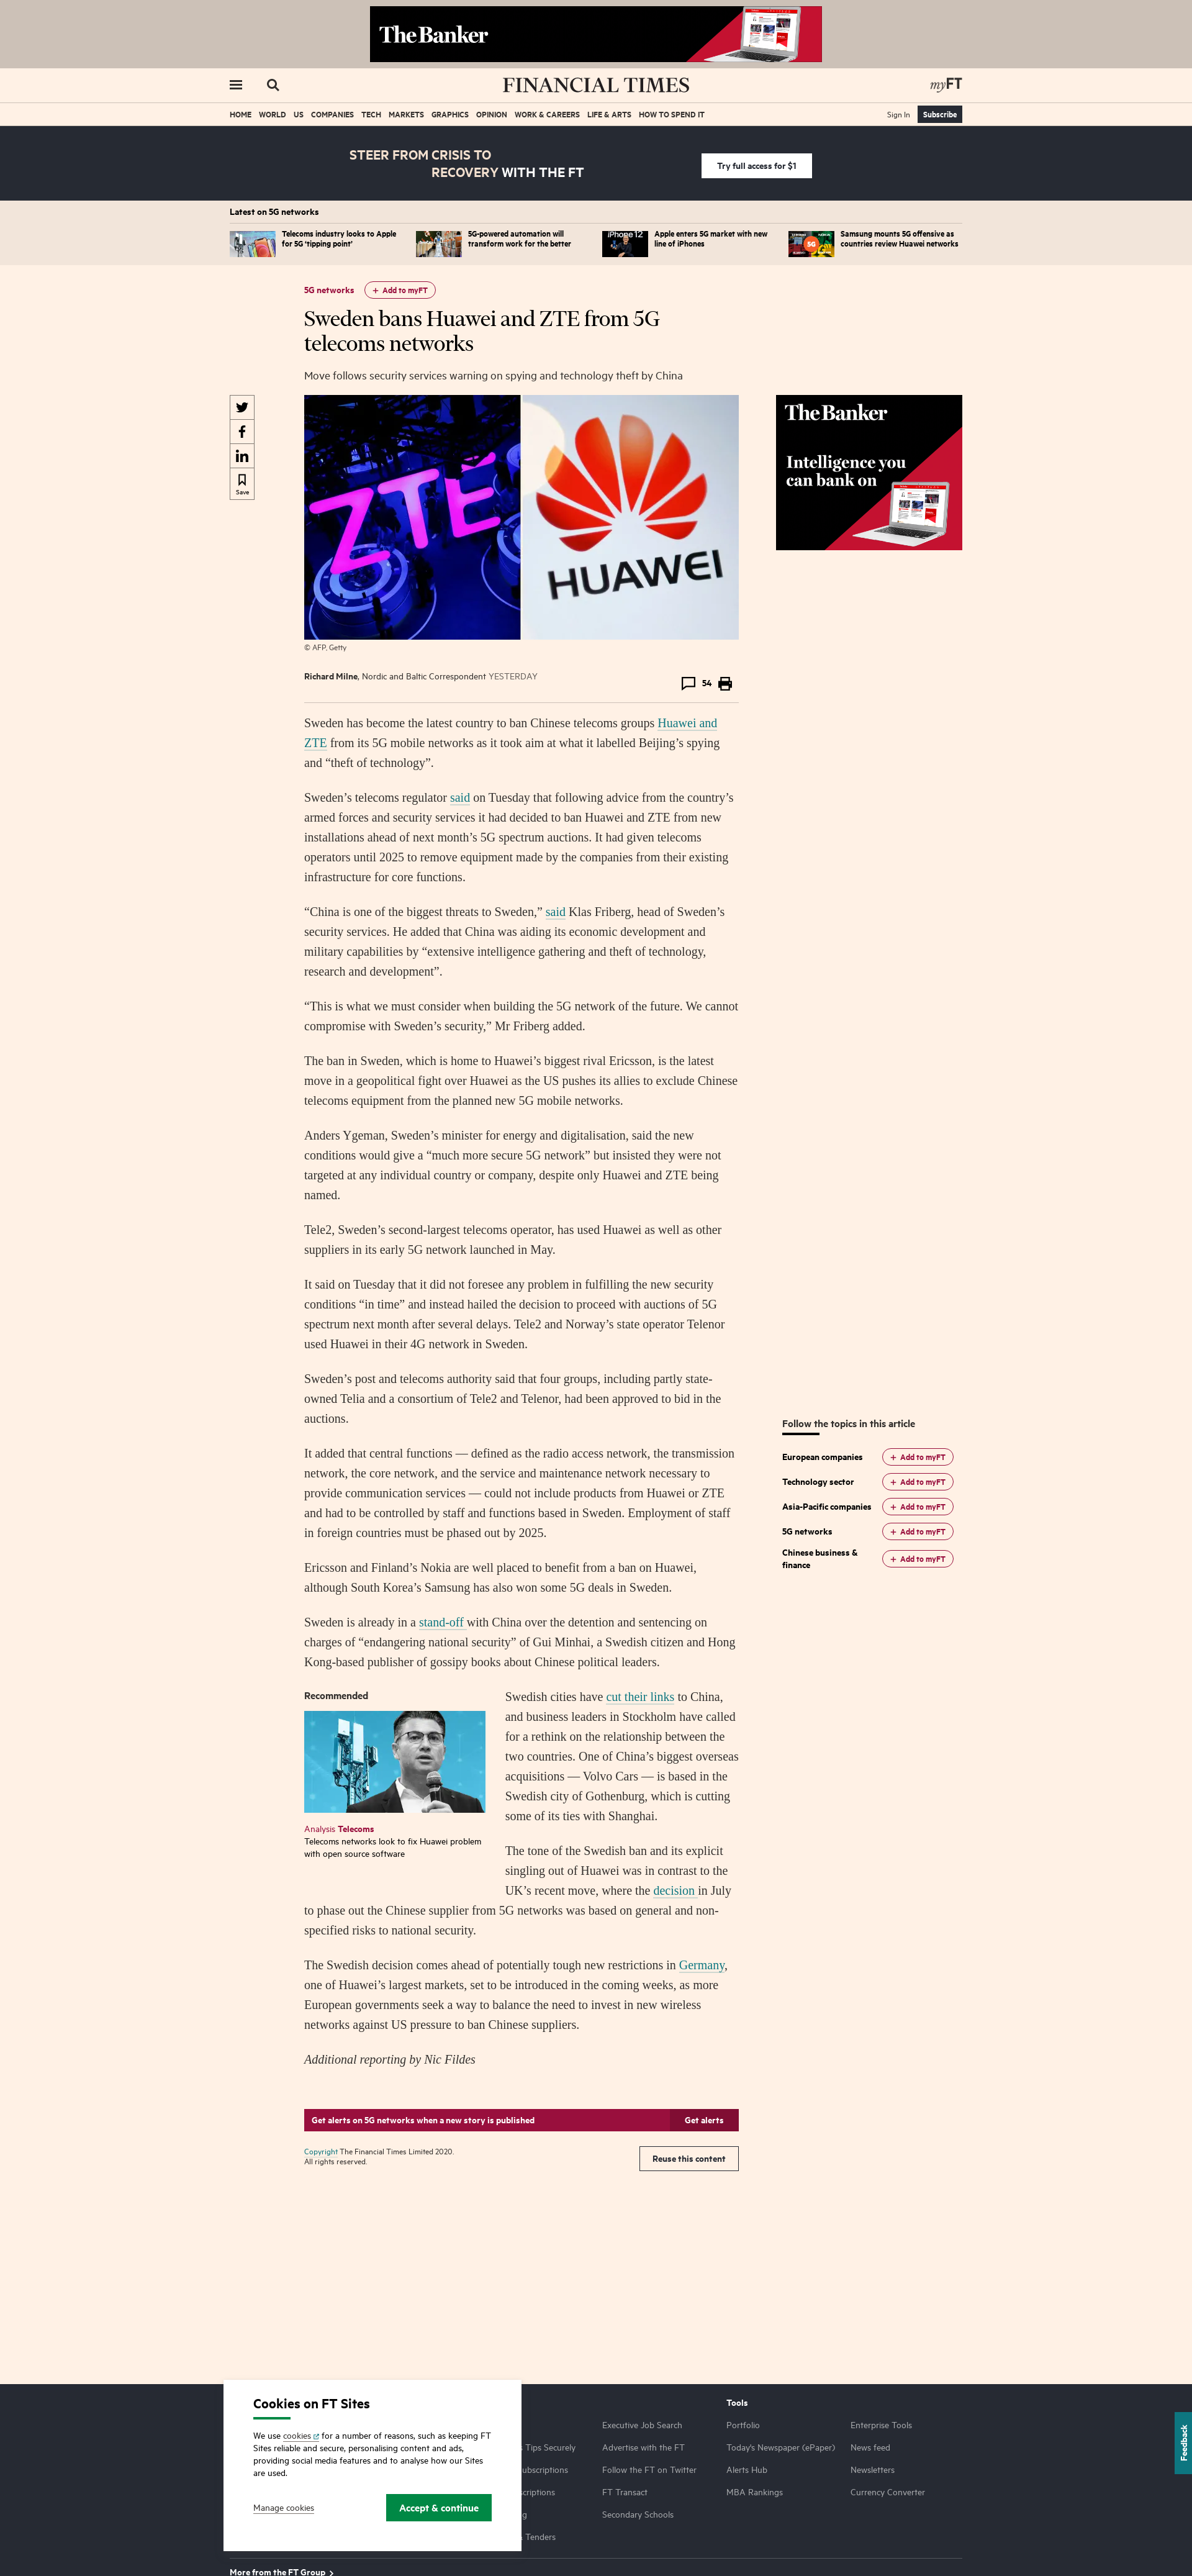 The Banker
FINANCIAL TIMES
myFT
HOME WORLD US COMPANIES TECH MARKETS GRAPHICS OPINION WORK & CAREERS LIFE & ARTS HOW TO SPEND IT
Sign In Subscribe
STEER FROM CRISIS TO
RECOVERY WITH THE FT
Try full access for $1
Latest on 5G networks
Telecoms industry looks to Apple
for 5G ‘tipping point’
5G-powered automation will
transform work for the better
iPhone 12
Apple enters 5G market with new
line of iPhones
5G
Samsung mounts 5G offensive as
countries review Huawei networks
5G networks
+ Add to myFT
Sweden bans Huawei and ZTE from 5G
telecoms networks
Move follows security services warning on spying and technology theft by China
Save
ZTE
HUAWEI
The Banker
Intelligence you
can bank on
© AFP, Getty
Richard Milne, Nordic and Baltic Correspondent YESTERDAY
54
Sweden has become the latest country to ban Chinese telecoms groups Huawei and
ZTE from its 5G mobile networks as it took aim at what it labelled Beijing’s spying
and “theft of technology”.
Sweden’s telecoms regulator said on Tuesday that following advice from the country’s
armed forces and security services it had decided to ban Huawei and ZTE from new
installations ahead of next month’s 5G spectrum auctions. It had given telecoms
operators until 2025 to remove equipment made by the companies from their existing
infrastructure for core functions.
“China is one of the biggest threats to Sweden,” said Klas Friberg, head of Sweden’s
security services. He added that China was aiding its economic development and
military capabilities by “extensive intelligence gathering and theft of technology,
research and development”.
“This is what we must consider when building the 5G network of the future. We cannot
compromise with Sweden’s security,” Mr Friberg added.
The ban in Sweden, which is home to Huawei’s biggest rival Ericsson, is the latest
move in a geopolitical fight over Huawei as the US pushes its allies to exclude Chinese
telecoms equipment from the planned new 5G mobile networks.
Anders Ygeman, Sweden’s minister for energy and digitalisation, said the new
conditions would give a “much more secure 5G network” but insisted they were not
targeted at any individual country or company, despite only Huawei and ZTE being
named.
Tele2, Sweden’s second-largest telecoms operator, has used Huawei as well as other
suppliers in its early 5G network launched in May.
It said on Tuesday that it did not foresee any problem in fulfilling the new security
conditions “in time” and instead hailed the decision to proceed with auctions of 5G
spectrum next month after several delays. Tele2 and Norway’s state operator Telenor
used Huawei in their 4G network in Sweden.
Sweden’s post and telecoms authority said that four groups, including partly state-
owned Telia and a consortium of Tele2 and Telenor, had been approved to bid in the
auctions.
It added that central functions — defined as the radio access network, the transmission
network, the core network, and the service and maintenance network necessary to
provide communication services — could not include products from Huawei or ZTE
and had to be controlled by staff and functions based in Sweden. Employment of staff
in foreign countries must be phased out by 2025.
Ericsson and Finland’s Nokia are well placed to benefit from a ban on Huawei,
although South Korea’s Samsung has also won some 5G deals in Sweden.
Sweden is already in a stand-off with China over the detention and sentencing on
charges of “endangering national security” of Gui Minhai, a Swedish citizen and Hong
Kong-based publisher of gossipy books about Chinese political leaders.
Recommended
Analysis Telecoms
Telecoms networks look to fix Huawei problem
with open source software
Swedish cities have cut their links to China,
and business leaders in Stockholm have called
for a rethink on the relationship between the
two countries. One of China’s biggest overseas
acquisitions — Volvo Cars — is based in the
Swedish city of Gothenburg, which is cutting
some of its ties with Shanghai.
The tone of the Swedish ban and its explicit
singling out of Huawei was in contrast to the
UK’s recent move, where the decision in July
to phase out the Chinese supplier from 5G networks was based on general and non-
specified risks to national security.
The Swedish decision comes ahead of potentially tough new restrictions in Germany,
one of Huawei’s largest markets, set to be introduced in the coming weeks, as more
European governments seek a way to balance the need to invest in new wireless
networks against US pressure to ban Chinese suppliers.
Additional reporting by Nic Fildes
Follow the topics in this article
European companies + Add to myFT
Technology sector + Add to myFT
Asia-Pacific companies + Add to myFT
5G networks + Add to myFT
Chinese business &
finance + Add to myFT
Get alerts on 5G networks when a new story is published Get alerts
Copyright The Financial Times Limited 2020.
All rights reserved.
Reuse this content
Cookies on FT Sites
We use cookies for a number of reasons, such as keeping FT
Sites reliable and secure, personalising content and ads,
providing social media features and to analyse how our Sites
are used.
Manage cookies Accept & continue
Tips Securely
ubscriptions
scriptions
g
Tenders
Executive Job Search
Advertise with the FT
Follow the FT on Twitter
FT Transact
Secondary Schools
Tools
Portfolio
Today's Newspaper (ePaper)
Alerts Hub
MBA Rankings
Enterprise Tools
News feed
Newsletters
Currency Converter
Feedback
More from the FT Group